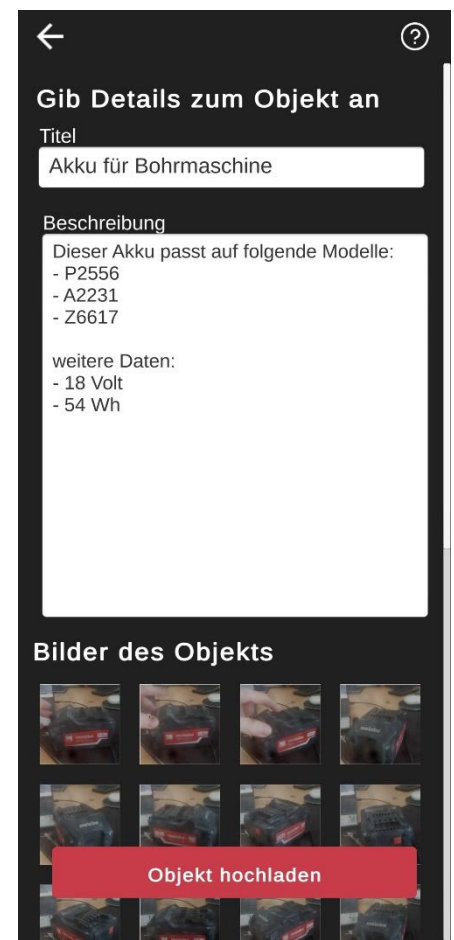 ?
Gib Details zum Objekt an
Titel
Akku für Bohrmaschine
Beschreibung
Dieser Akku passt auf folgende Modelle:
- P2556
- A2231
- Z6617
weitere Daten:
- 18 Volt
- 54 Wh
Bilder des Objekts
Objekt hochladen